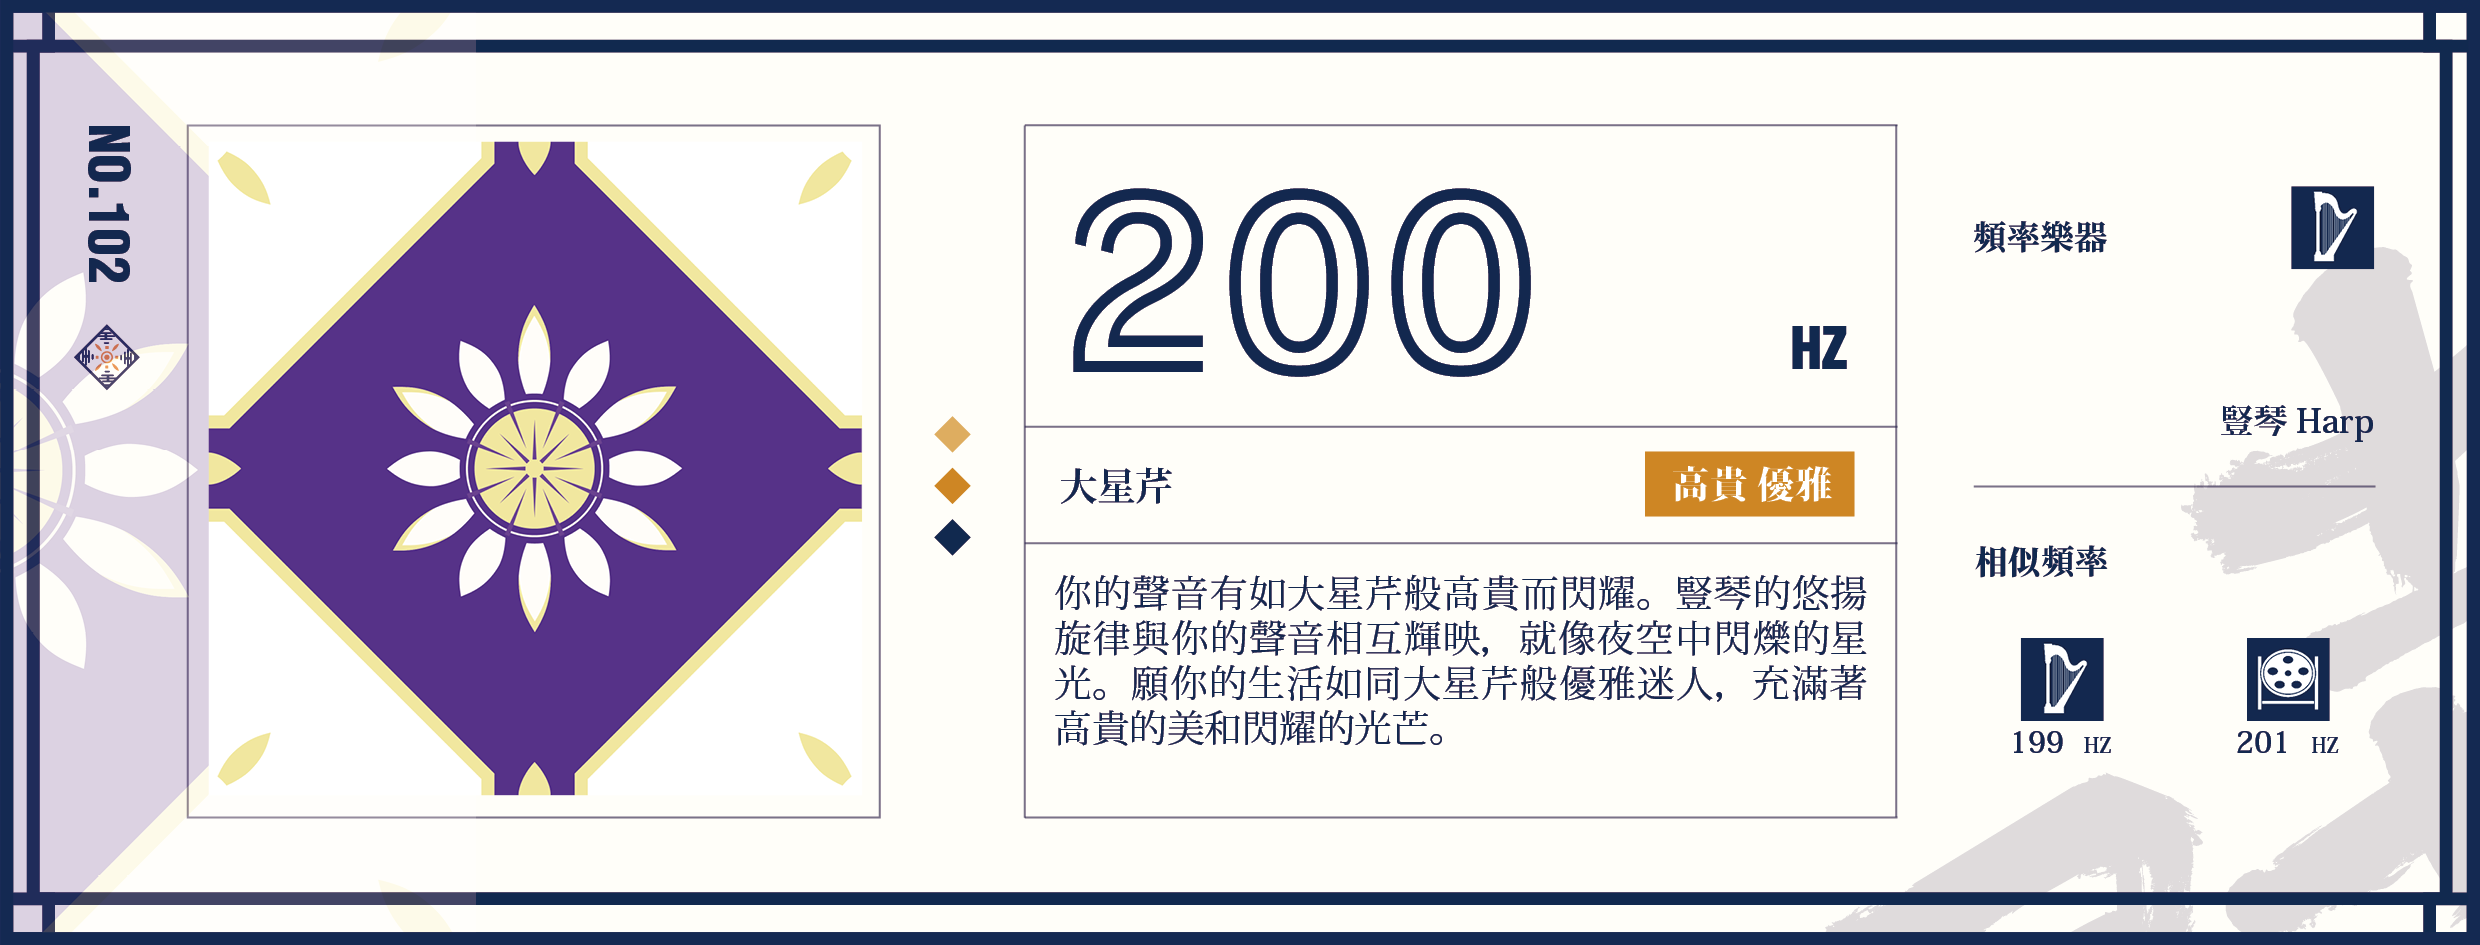 NO.102
200
HZ
大星芹
高貴 優雅
你的聲音有如大星芹般高貴而閃耀。豎琴的悠揚
旋律與你的聲音相互輝映，就像夜空中閃爍的星
光。願你的生活如同大星芹般優雅迷人，充滿著
高貴的美和閃耀的光芒。
頻率樂器
豎琴 Harp
相似頻率
199 HZ
201 HZ